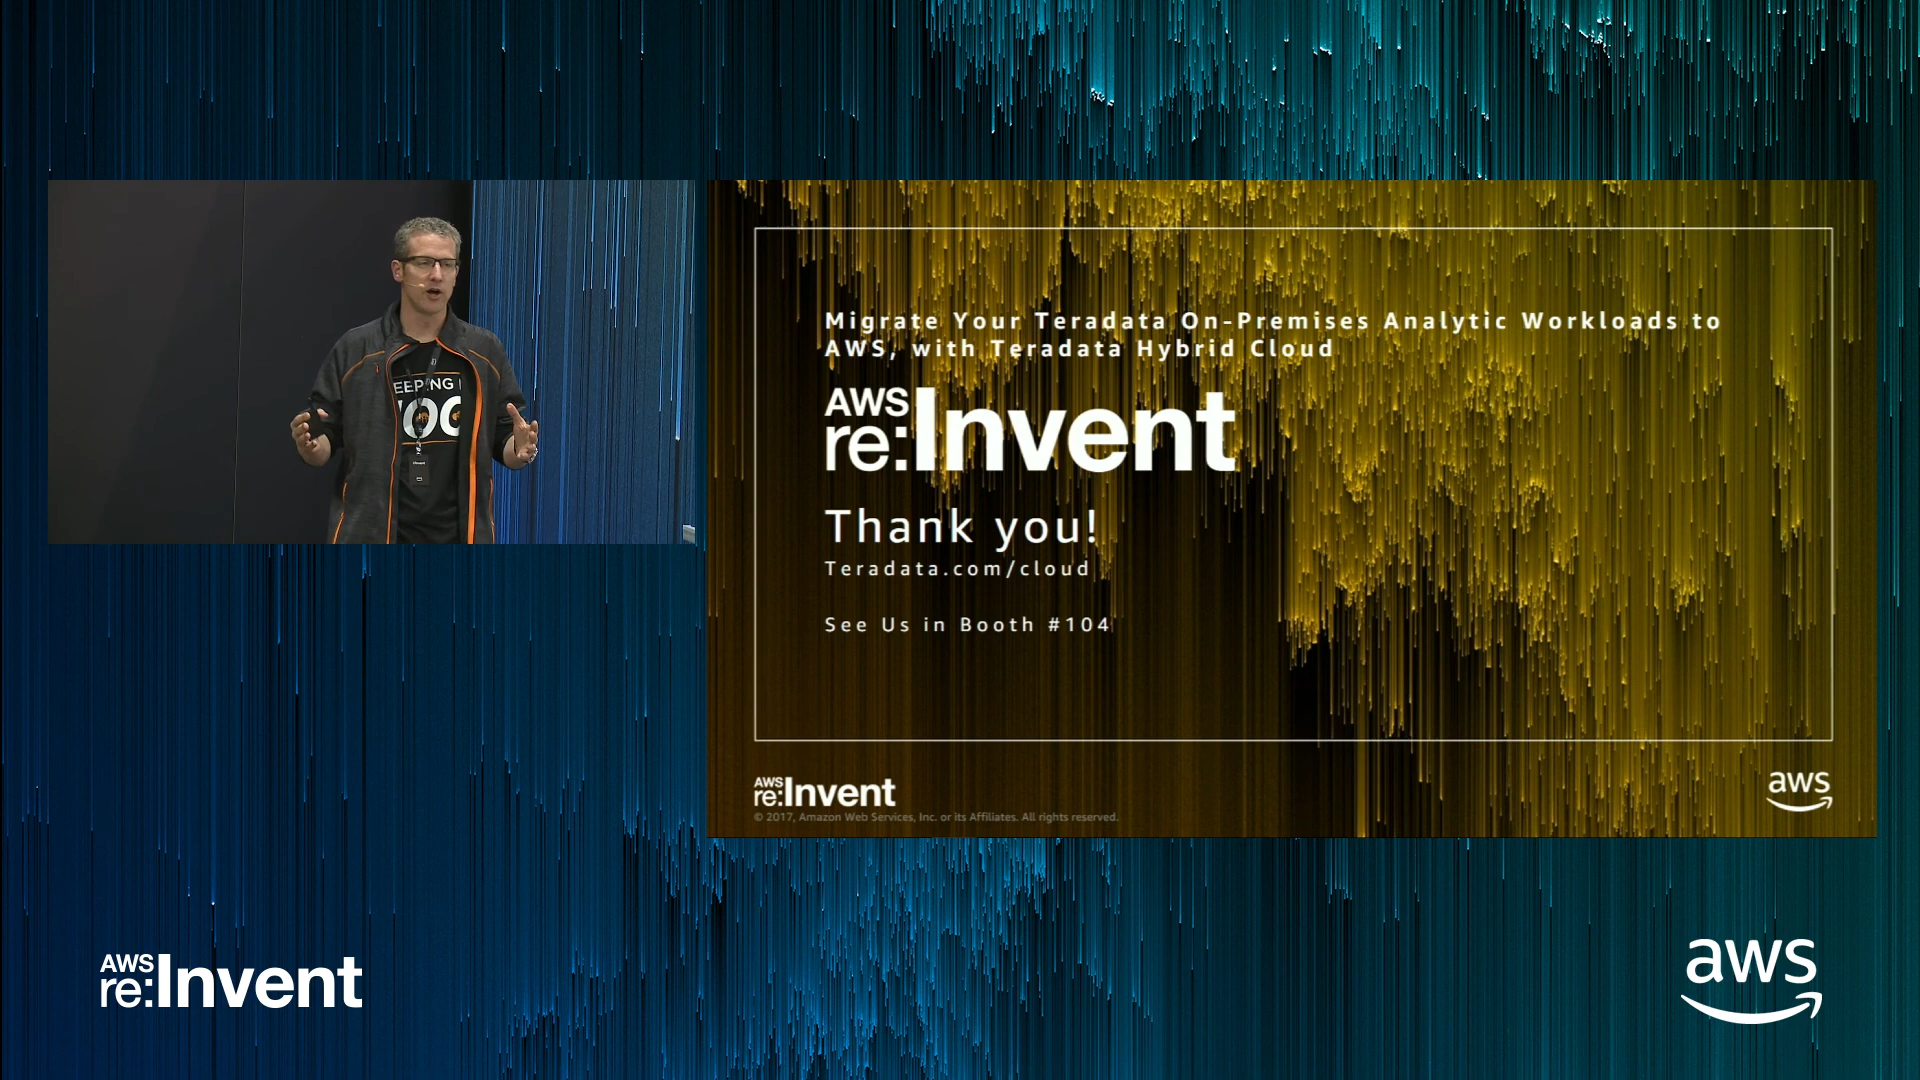 EEPING
Migrate Your Teradata On-Premises Analytic Workloads to
AWS, with Teradata Hybrid Cloud
AWS
re:Invent
Thank you!
Teradata.com/cloud
See Us in Booth #104
AWS
re:Invent
© 2017, Amazon Web Services, Inc. or its Affiliates. All rights reserved.
aws
AWS
re:Invent
aws